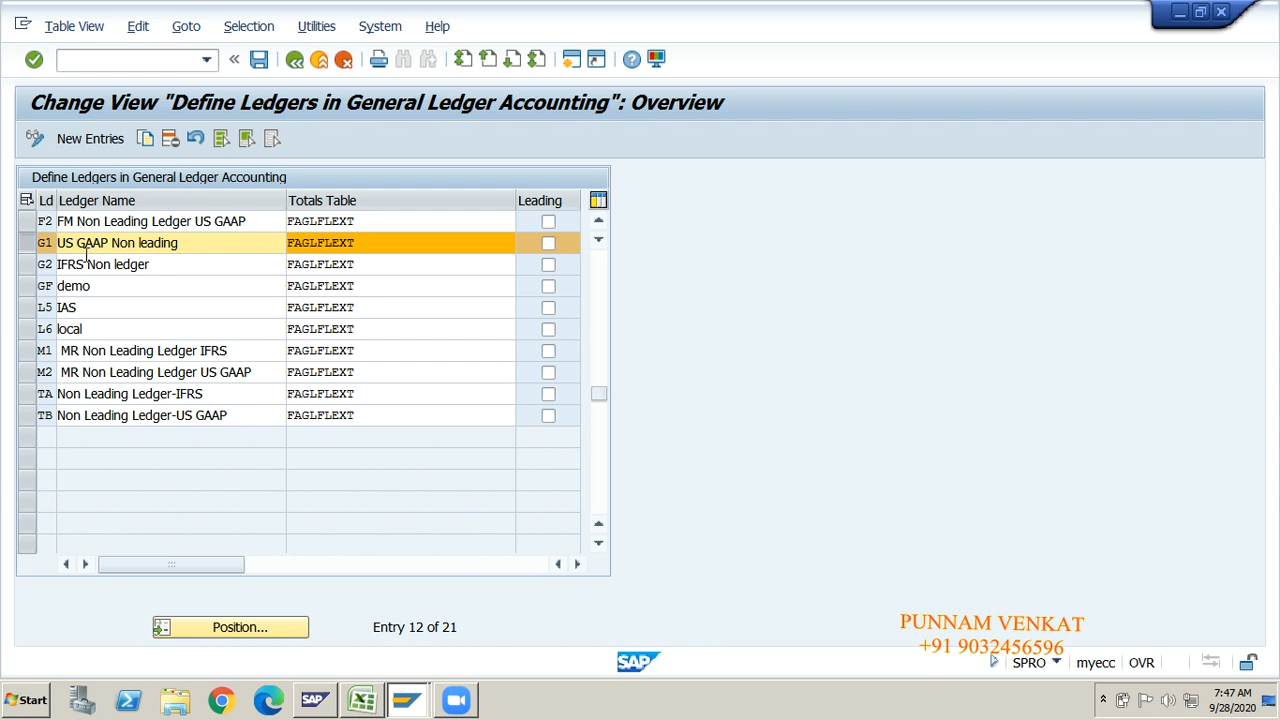 Table View Edit Goto Selection Utilities System Help
Change View "Define Ledgers in General Ledger Accounting": Overview
New Entries
Define Ledgers in General Ledger Accounting
Ld Ledger Name Totals Table Leading
F2 FM Non Leading Ledger US GAAP FAGLFLEXT
G1 US GAAP Non leading FAGLFLEXT
G2 IFRS Non ledger FAGLFLEXT
GF demo FAGLFLEXT
L5 IAS FAGLFLEXT
L6 local FAGLFLEXT
M1 MR Non Leading Ledger IFRS FAGLFLEXT
M2 MR Non Leading Ledger US GAAP FAGLFLEXT
TA Non Leading Ledger-IFRS FAGLFLEXT
TB Non Leading Ledger-US GAAP FAGLFLEXT
Position... Entry 12 of 21
PUNNAM VENKAT
+91 9032456596
SAP SPRO myecc OVR
Start SAP 7:47 AM
9/28/2020